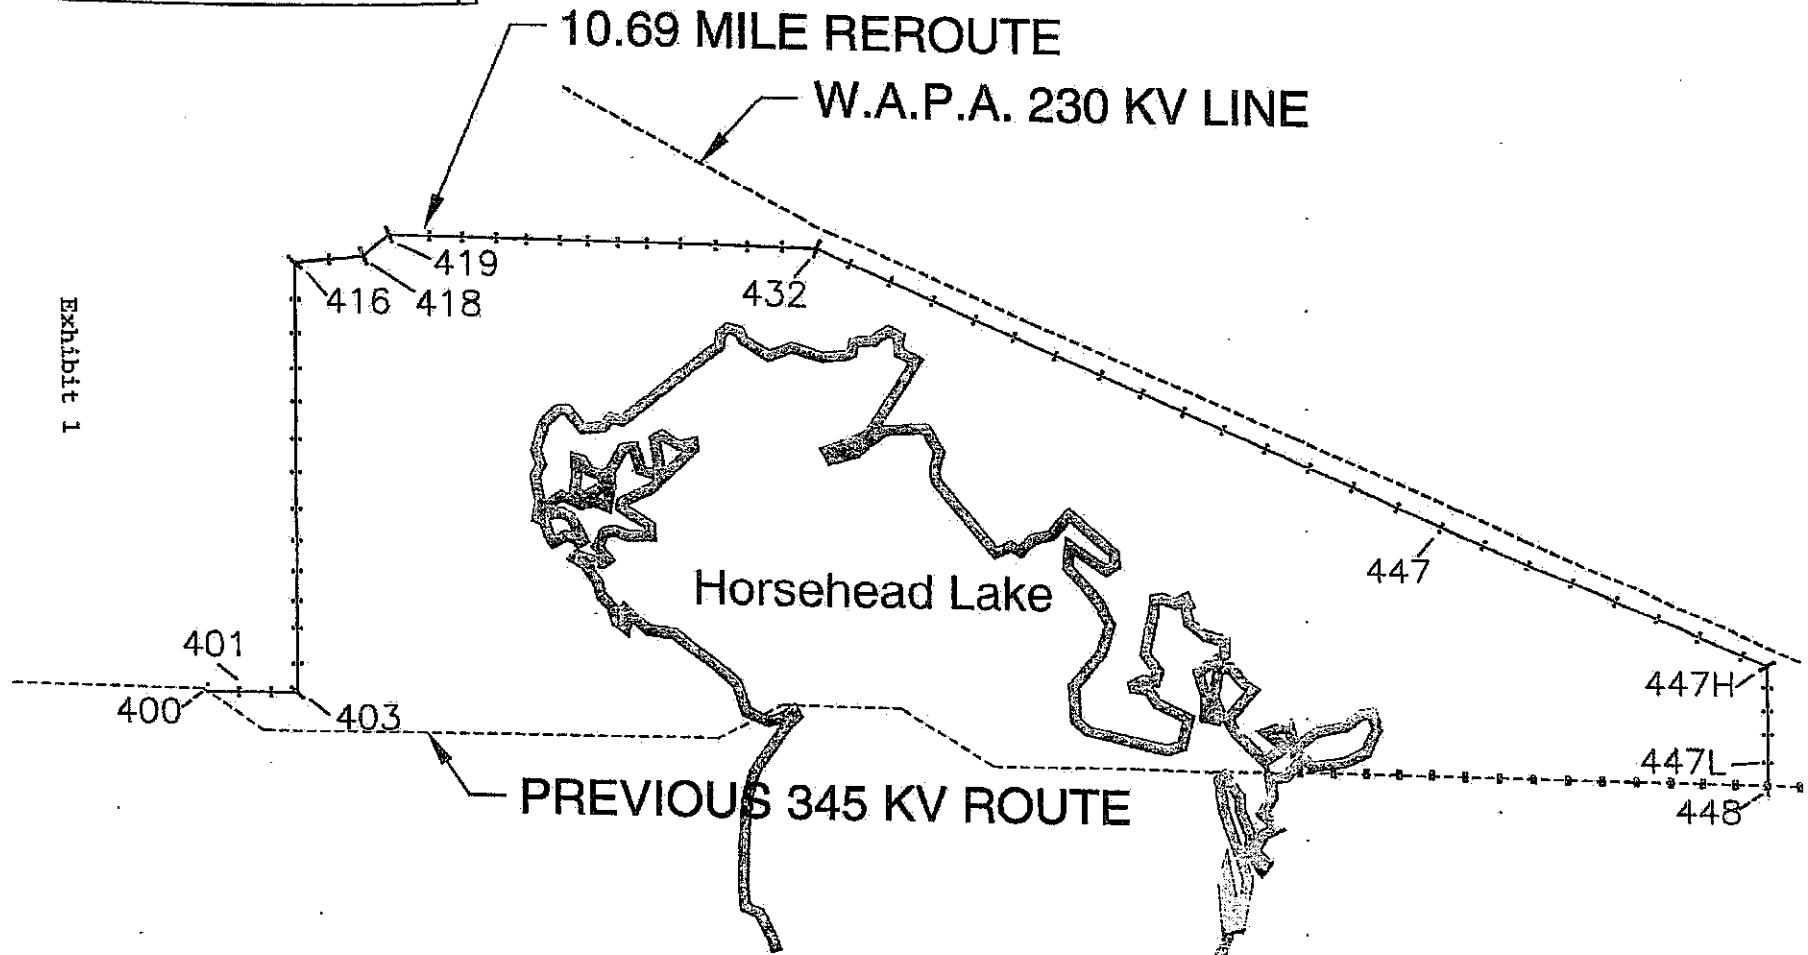 10.69 MILE REROUTE
W.A.P.A. 230 KV LINE
419
416
418
432
Exhibit 1
447
Horsehead Lake
401
400
403
447H
PREVIOUS 345 KV ROUTE
447L
448